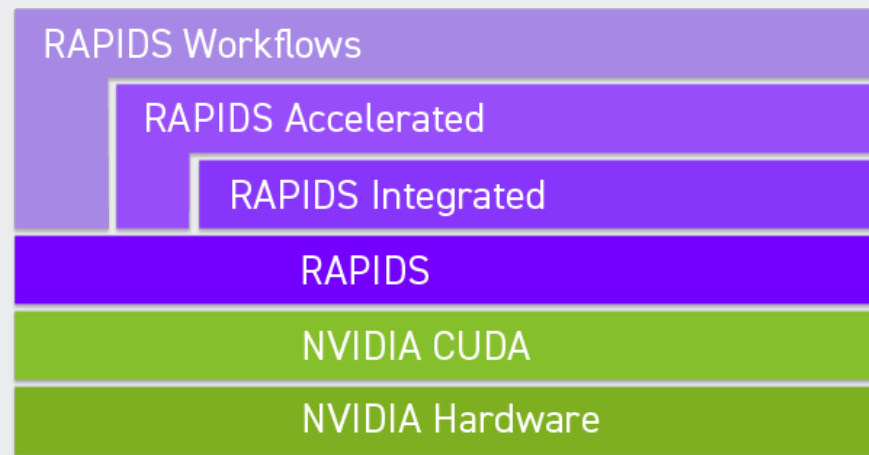 RAPIDS Workflows
RAPIDS Accelerated
RAPIDS Integrated
RAPIDS
NVIDIA CUDA
NVIDIA Hardware